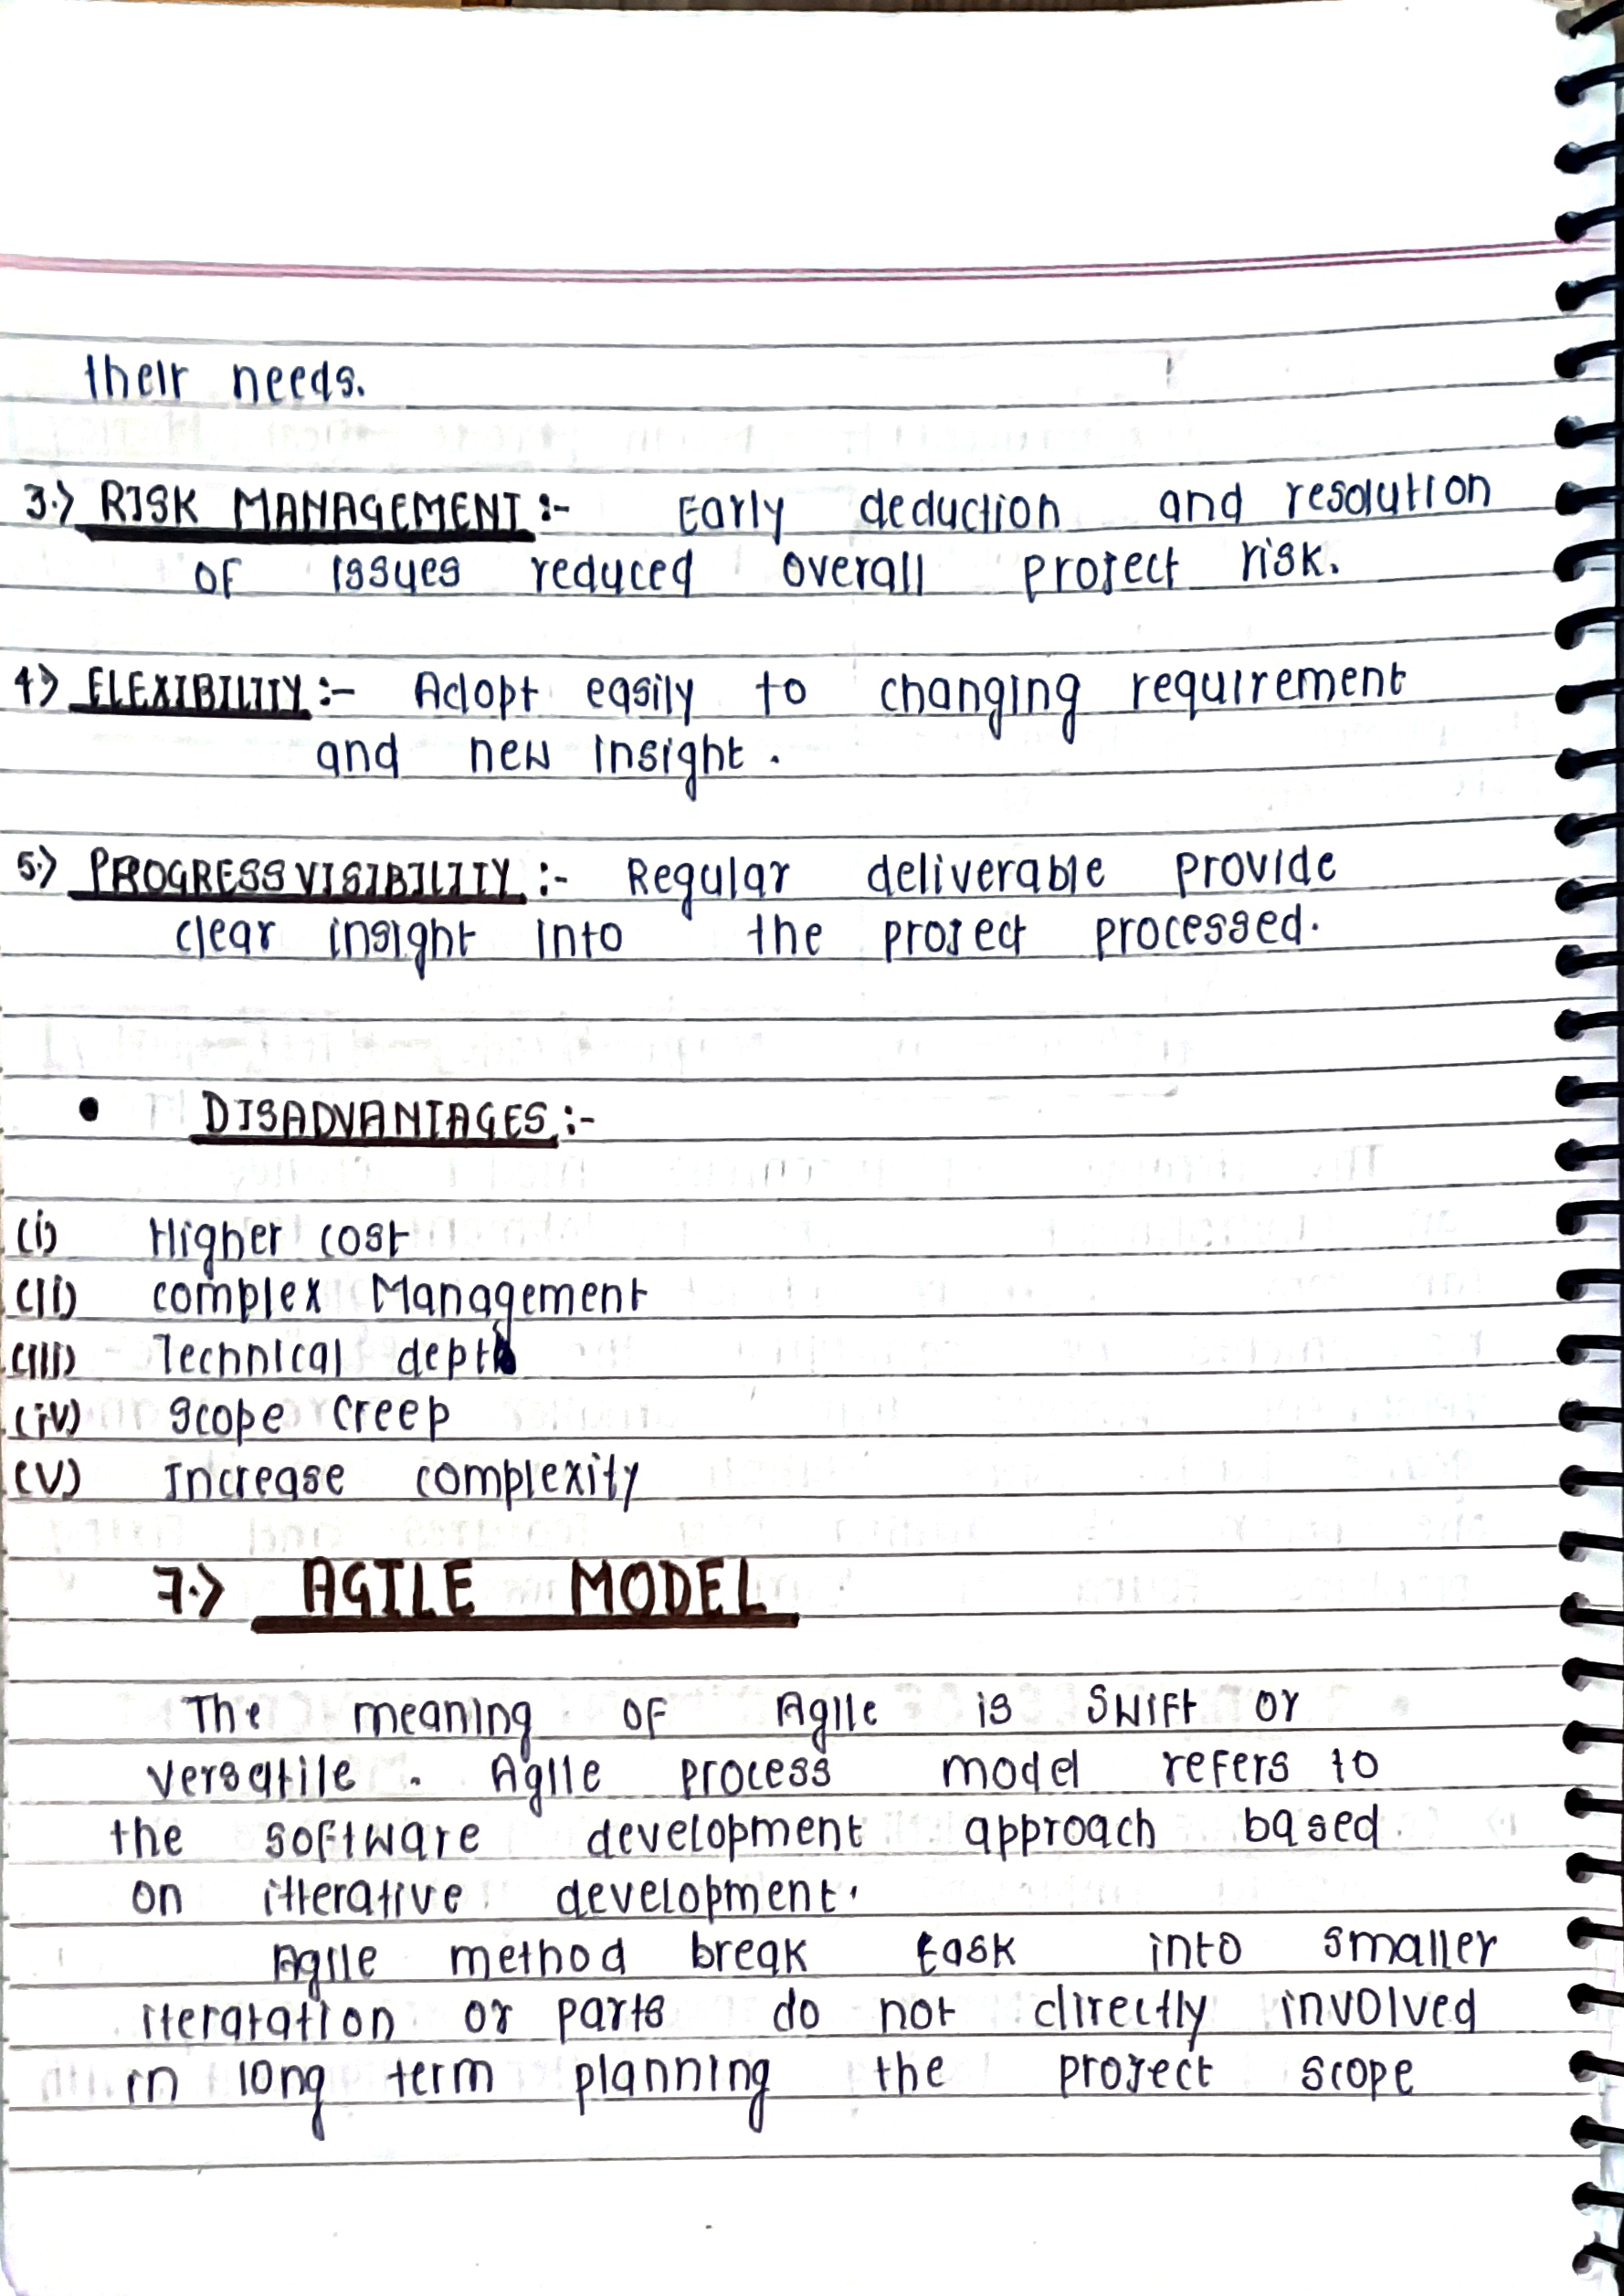 their needs.
3.) RISK MANAGEMENT :- Early deduction and resolution
of issues reduced overall project risk.
4) FLEXIBILITY :- Adopt easily to changing requirement
and new insight.
5.) PROGRESS VISIBILITY :- Regular deliverable provide
clear insight into the project processed.
• DISADVANTAGES :-
(i) Higher cost
(ii) complex Management
(iii) Technical depth
(iv) scope creep
(v) Increase complexity
7.) AGILE MODEL
The meaning of Agile is swift or
versatile. Agile process model refers to
the software development approach based
on itterative development.
Agile method break task into smaller
iteratation or parts do not directly involved
in long term planning the project scope